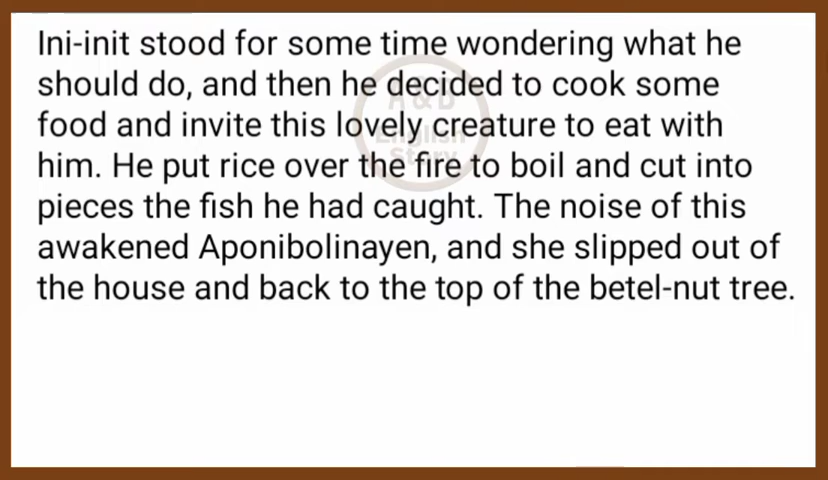 Ini-init stood for some time wondering what he
should do, and then he decided to cook some
food and invite this lovely creature to eat with
him. He put rice over the fire to boil and cut into
pieces the fish he had caught. The noise of this
awakened Aponibolinayen, and she slipped out of
the house and back to the top of the betel-nut tree.
A & B
English
Story